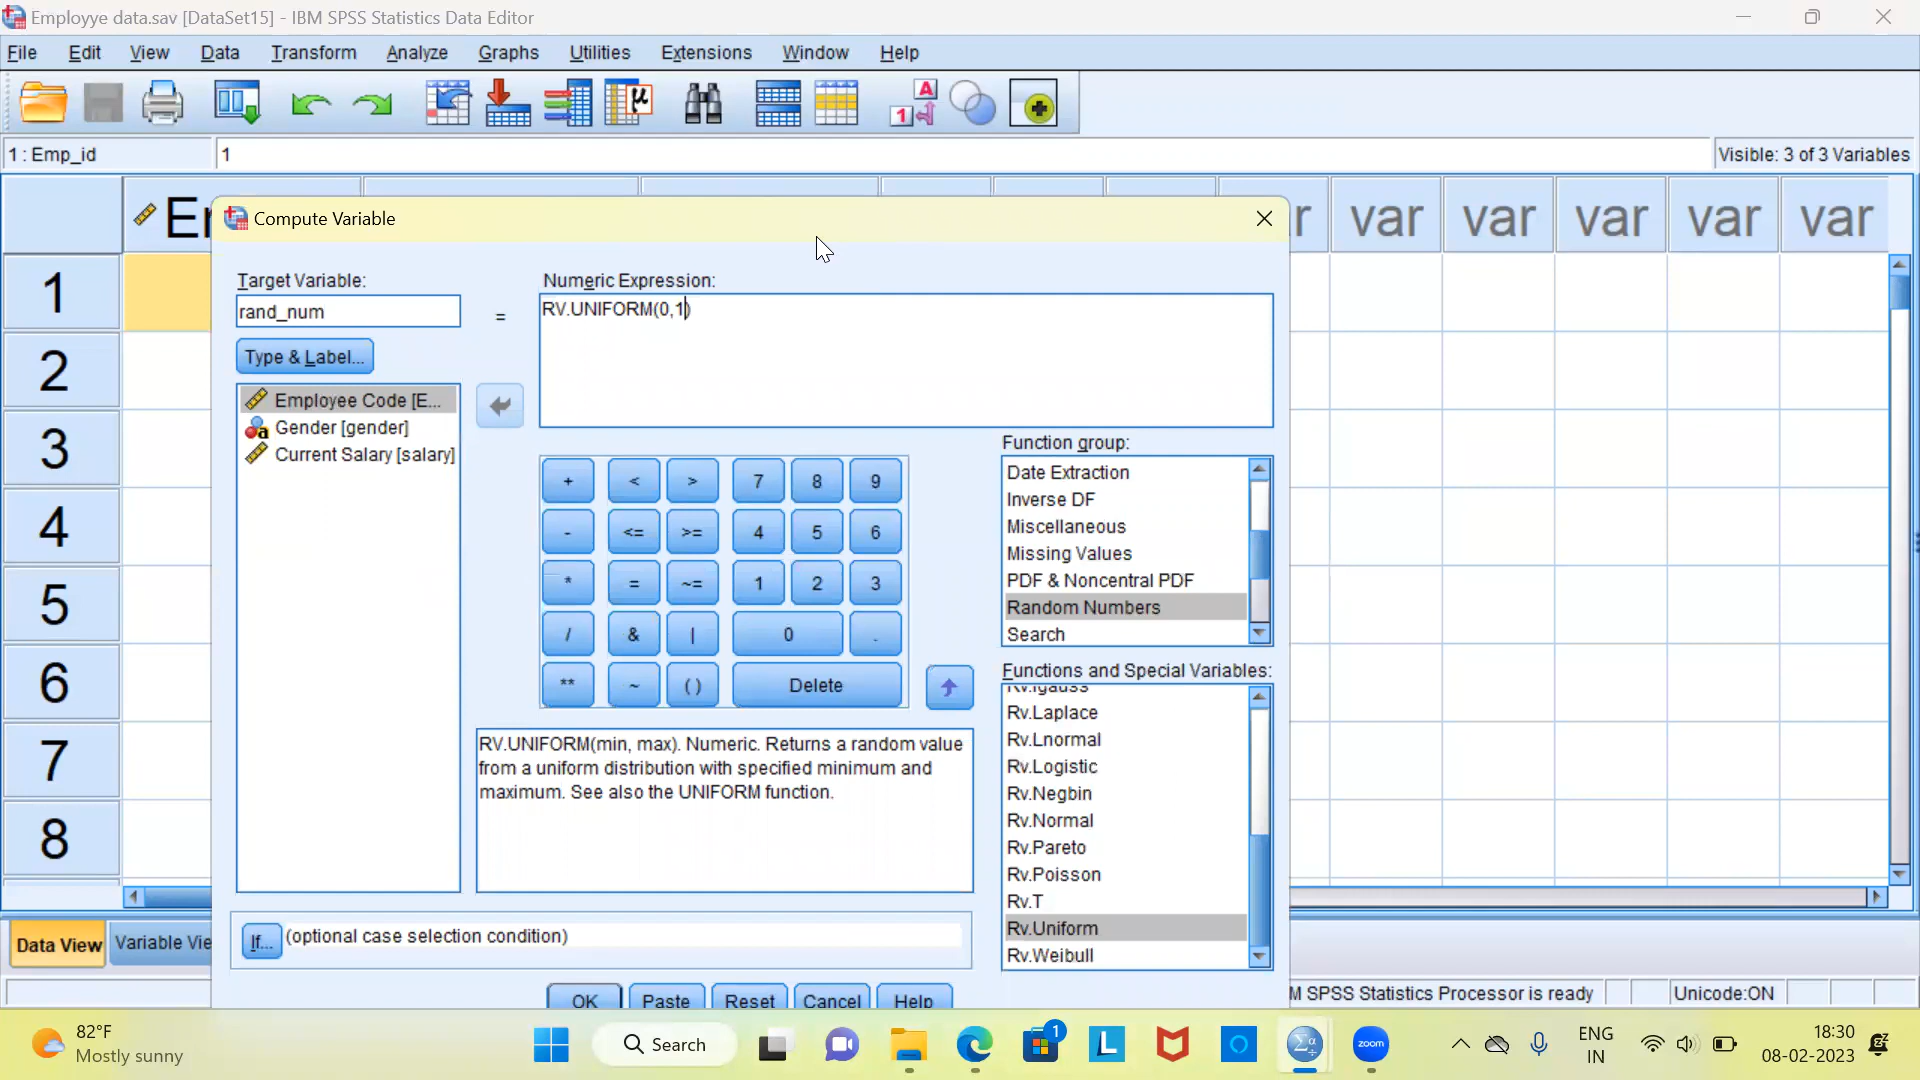 Employye data.sav [DataSet15] - IBM SPSS Statistics Data Editor
File Edit View Data Transform Analyze Graphs Utilities Extensions Window Help
1 : Emp_id 1 Visible: 3 of 3 Variables
var var var var var
Compute Variable
Target Variable:
rand_num
=
Numeric Expression:
RV.UNIFORM(0,1)
Type & Label...
Employee Code [E...
Gender [gender]
Current Salary [salary]
+ < > 7 8 9
- <= >= 4 5 6
* = ~= 1 2 3
/ & | 0 .
** ~ ( ) Delete
Function group:
Date Extraction
Inverse DF
Miscellaneous
Missing Values
PDF & Noncentral PDF
Random Numbers
Search
Functions and Special Variables:
Rv.Igauss
Rv.Laplace
Rv.Lnormal
Rv.Logistic
Rv.Negbin
Rv.Normal
Rv.Pareto
Rv.Poisson
Rv.T
Rv.Uniform
Rv.Weibull
RV.UNIFORM(min, max). Numeric. Returns a random value
from a uniform distribution with specified minimum and
maximum. See also the UNIFORM function.
If... (optional case selection condition)
OK Paste Reset Cancel Help
1
2
3
4
5
6
7
8
Data View Variable Vie
M SPSS Statistics Processor is ready Unicode:ON
82°F
Mostly sunny
Search
1
zoom
ENG
IN
18:30
08-02-2023